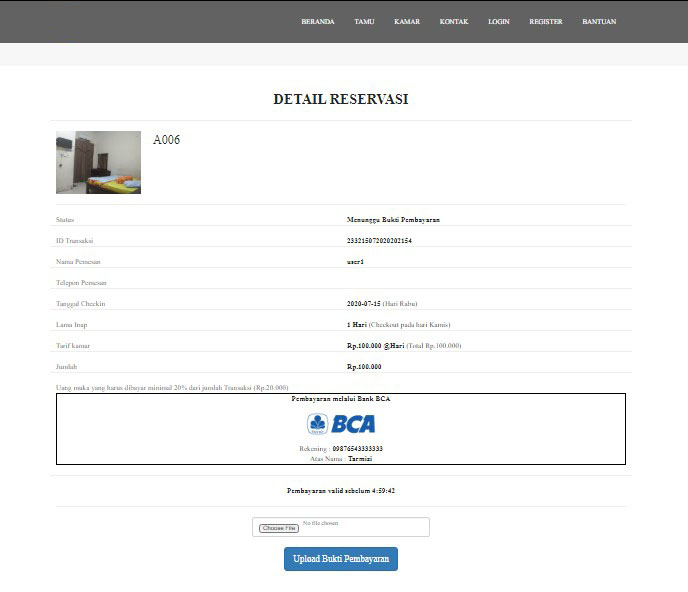 BERANDA TAMU KAMAR KONTAK LOGIN REGISTER BANTUAN
DETAIL RESERVASI
A006
Status Menunggu Bukti Pembayaran
ID Transaksi 233215072020202154
Nama Pemesan user1
Telepon Pemesan
Tanggal Checkin 2020-07-15 (Hari Rabu)
Lama Inap 1 Hari (Checkout pada hari Kamis)
Tarif kamar Rp.100.000 @Hari (Total Rp.100.000)
Jumlah Rp.100.000
Uang muka yang harus dibayar minimal 20% dari jumlah Transaksi (Rp.20.000)
Pembayaran melalui Bank BCA
BCA
Rekening : 09876543333333
Atas Nama : Tarmizi
Pembayaran valid sebelum 4:59:42
Choose File No file chosen
Upload Bukti Pembayaran